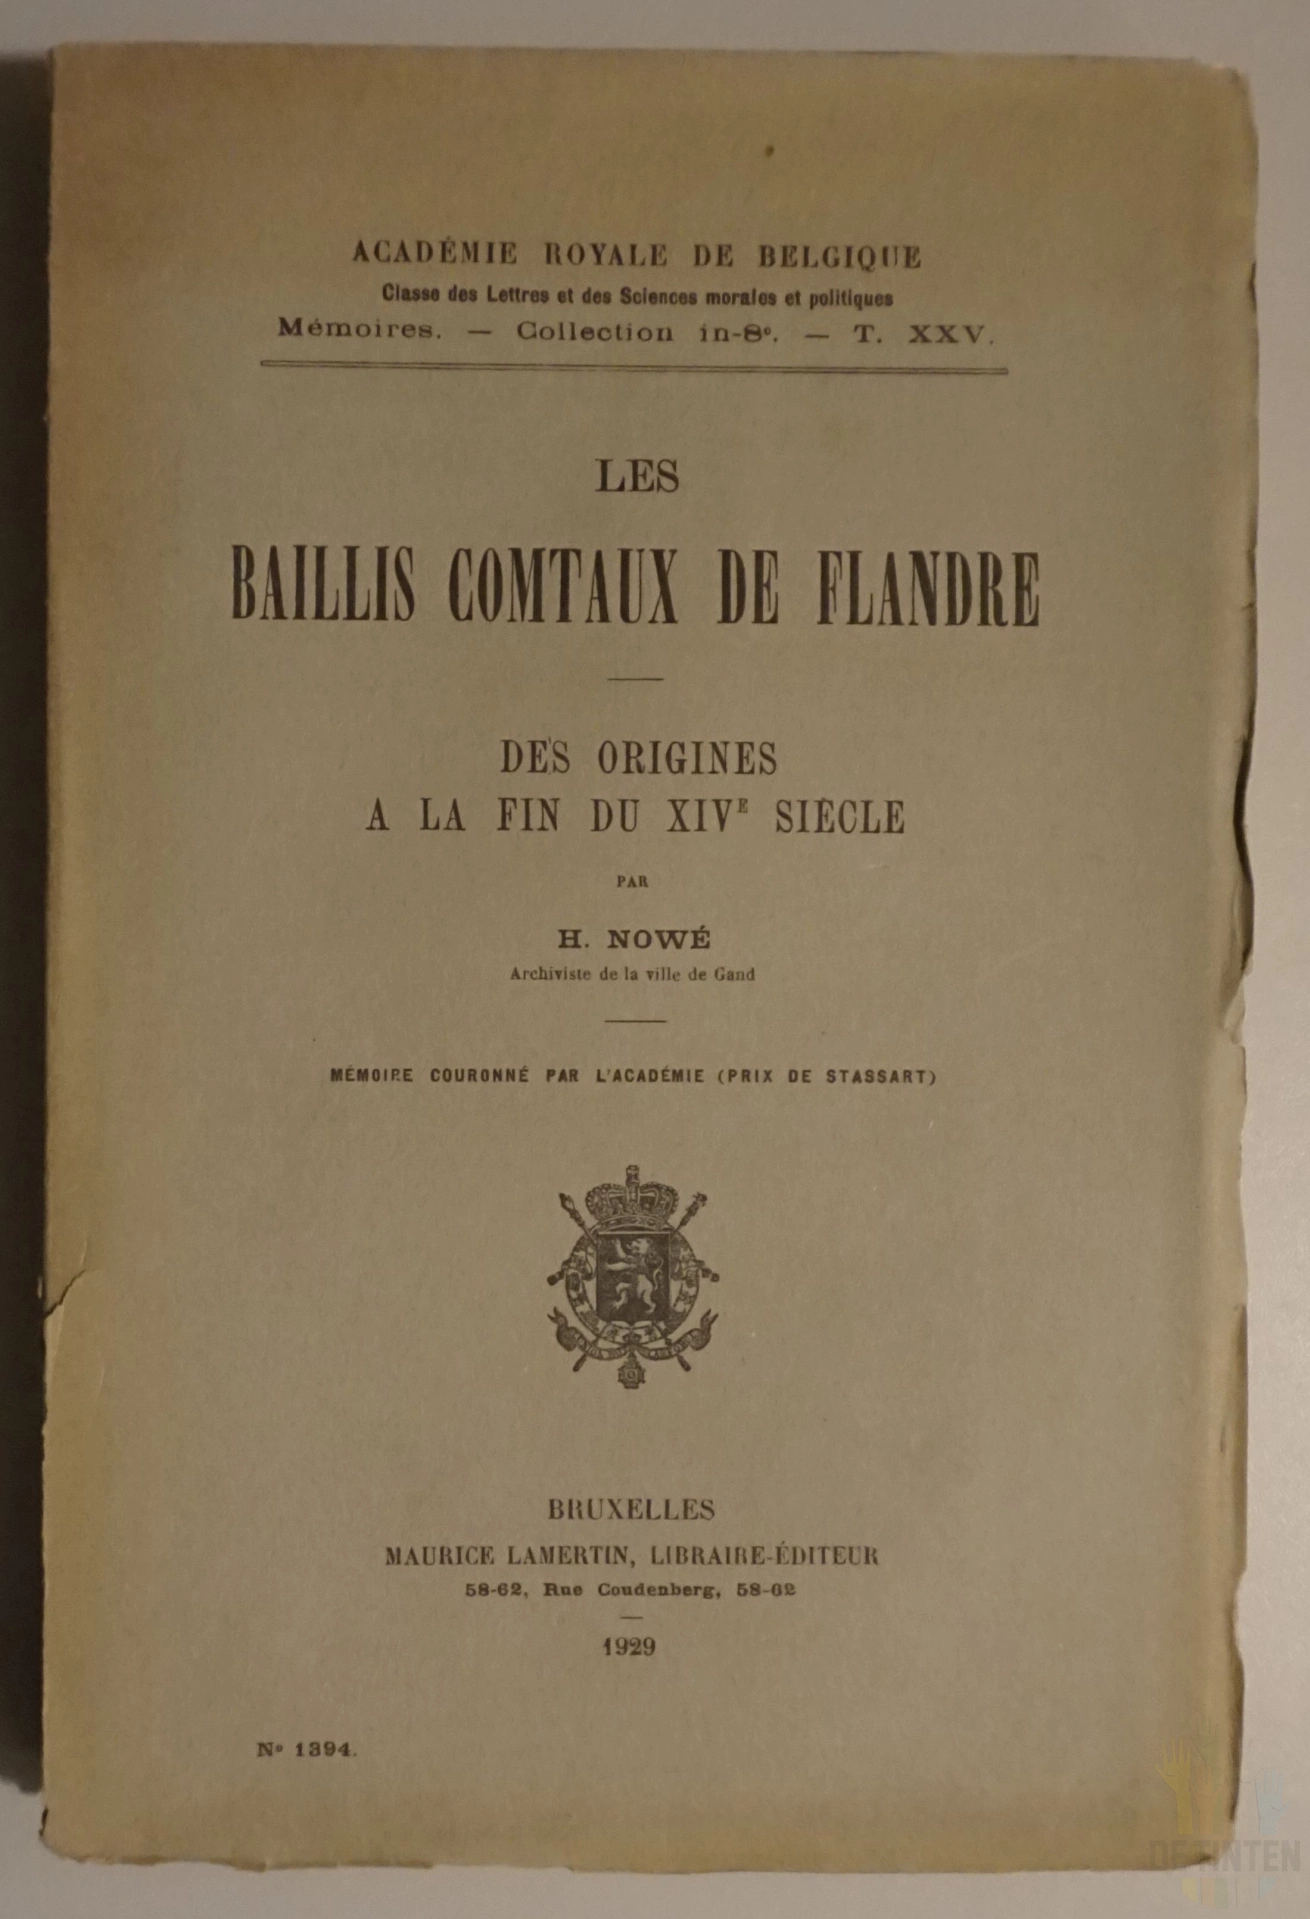 ACADÉMIE ROYALE DE BELGIQUE
Classe des Lettres et des Sciences morales et politiques
Mémoires. — Collection in-8°. — T. XXV.
LES
BAILLIS COMTAUX DE FLANDRE
DES ORIGINES
A LA FIN DU XIVE SIÈCLE
PAR
H. NOWÉ
Archiviste de la ville de Gand
MÉMOIRE COURONNÉ PAR L'ACADÉMIE (PRIX DE STASSART)
BRUXELLES
MAURICE LAMERTIN, LIBRAIRE-ÉDITEUR
58-62, Rue Coudenberg, 58-62
1929
N° 1394.
DE TINTEN